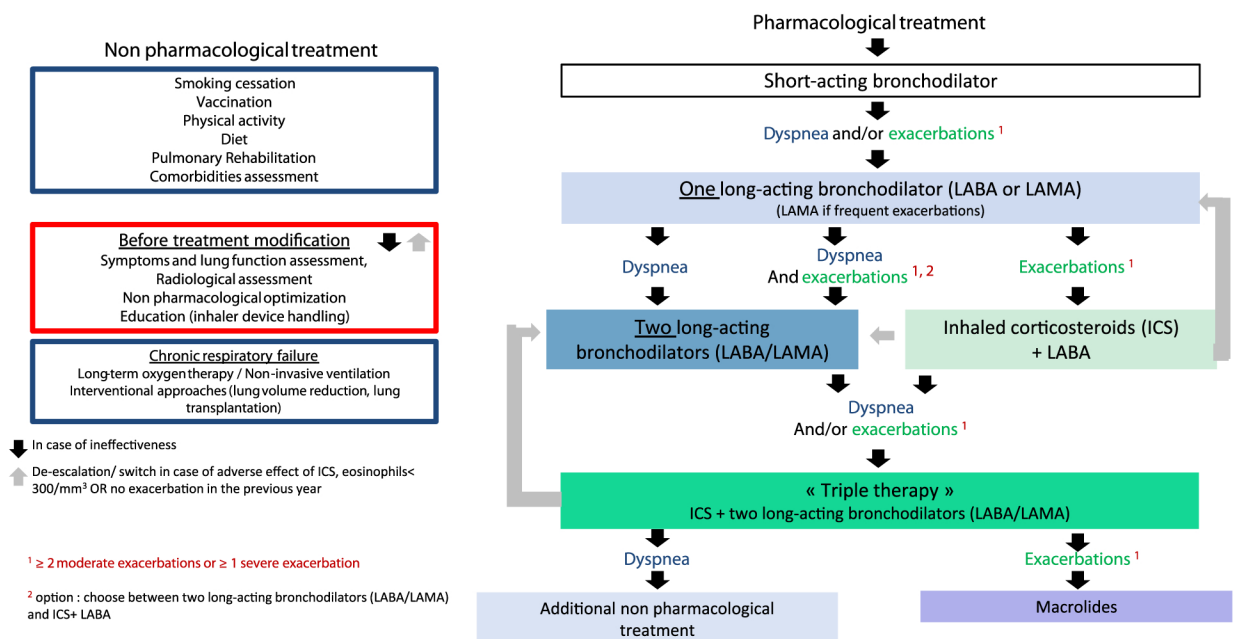 Non pharmacological treatment
Smoking cessation
Vaccination
Physical activity
Diet
Pulmonary Rehabilitation
Comorbidities assessment
Before treatment modification
Symptoms and lung function assessment,
Radiological assessment
Non pharmacological optimization
Education (inhaler device handling)
Chronic respiratory failure
Long-term oxygen therapy / Non-invasive ventilation
Interventional approaches (lung volume reduction, lung
transplantation)
In case of ineffectiveness
De-escalation/ switch in case of adverse effect of ICS, eosinophils<
300/mm³ OR no exacerbation in the previous year
¹ ≥ 2 moderate exacerbations or ≥ 1 severe exacerbation
² option : choose between two long-acting bronchodilators (LABA/LAMA)
and ICS+ LABA
Pharmacological treatment
Short-acting bronchodilator
Dyspnea and/or exacerbations ¹
One long-acting bronchodilator (LABA or LAMA)
(LAMA if frequent exacerbations)
Dyspnea
Dyspnea
And exacerbations ¹, ²
Exacerbations ¹
Two long-acting
bronchodilators (LABA/LAMA)
Inhaled corticosteroids (ICS)
+ LABA
Dyspnea
And/or exacerbations ¹
« Triple therapy »
ICS + two long-acting bronchodilators (LABA/LAMA)
Dyspnea
Exacerbations ¹
Additional non pharmacological
treatment
Macrolides